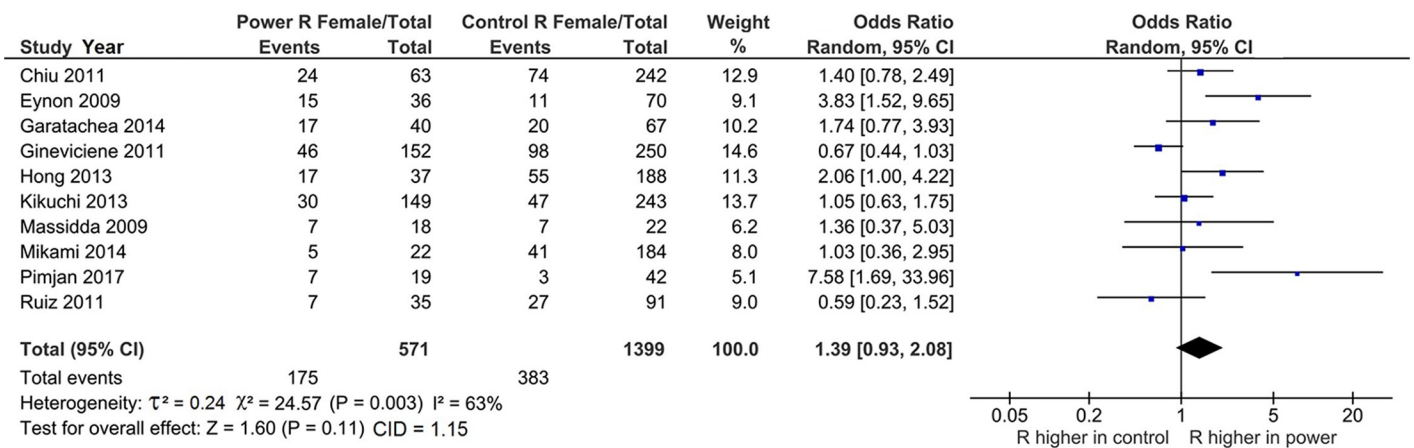 Power R Female/Total Control R Female/Total Weight Odds Ratio Odds Ratio
Study Year Events Total Events Total % Random, 95% CI Random, 95% CI
Chiu 2011 24 63 74 242 12.9 1.40 [0.78, 2.49]
Eynon 2009 15 36 11 70 9.1 3.83 [1.52, 9.65]
Garatachea 2014 17 40 20 67 10.2 1.74 [0.77, 3.93]
Gineviciene 2011 46 152 98 250 14.6 0.67 [0.44, 1.03]
Hong 2013 17 37 55 188 11.3 2.06 [1.00, 4.22]
Kikuchi 2013 30 149 47 243 13.7 1.05 [0.63, 1.75]
Massidda 2009 7 18 7 22 6.2 1.36 [0.37, 5.03]
Mikami 2014 5 22 41 184 8.0 1.03 [0.36, 2.95]
Pimjan 2017 7 19 3 42 5.1 7.58 [1.69, 33.96]
Ruiz 2011 7 35 27 91 9.0 0.59 [0.23, 1.52]
Total (95% CI) 571 1399 100.0 1.39 [0.93, 2.08]
Total events 175 383
Heterogeneity: τ² = 0.24 χ² = 24.57 (P = 0.003) I² = 63%
Test for overall effect: Z = 1.60 (P = 0.11) CID = 1.15
0.05 0.2 1 5 20
R higher in control R higher in power